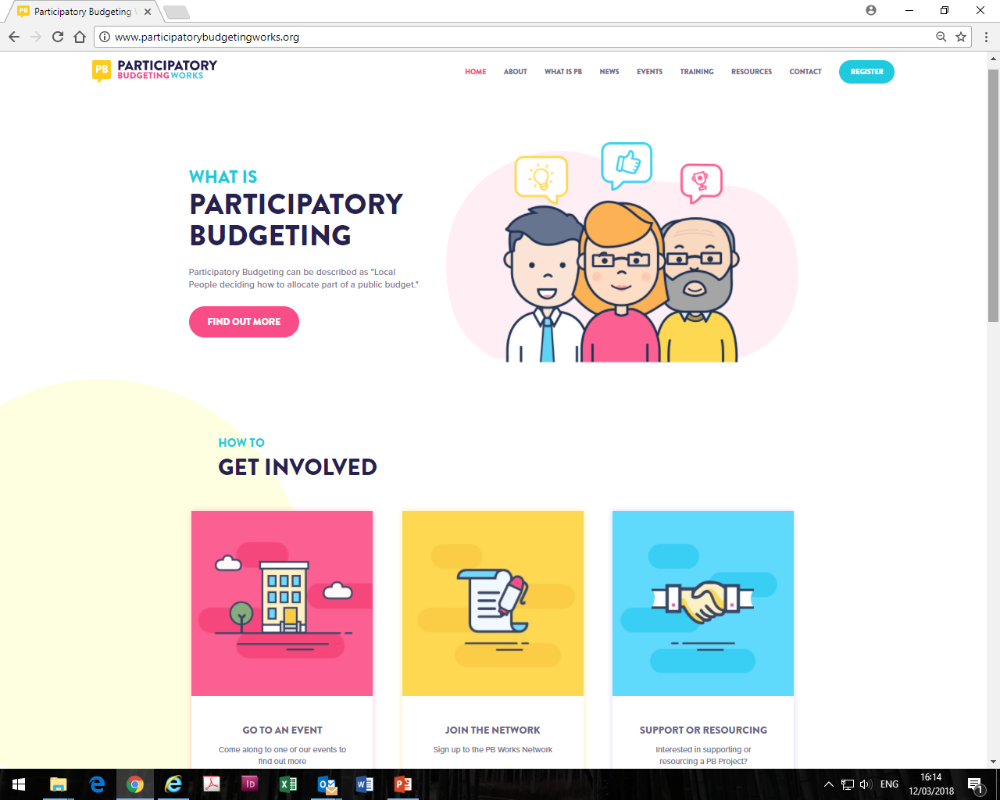 PB
Participatory Budgeting W
www.participatorybudgetingworks.org
PB
PARTICIPATORY
BUDGETING WORKS
HOME
ABOUT
WHAT IS PB
NEWS
EVENTS
TRAINING
RESOURCES
CONTACT
REGISTER
WHAT IS
PARTICIPATORY
BUDGETING
Participatory Budgeting can be described as "Local
People deciding how to allocate part of a public budget."
FIND OUT MORE
HOW TO
GET INVOLVED
GO TO AN EVENT
Come along to one of our events to
find out more
JOIN THE NETWORK
Sign up to the PB Works Network
SUPPORT OR RESOURCING
Interested in supporting or
resourcing a PB Project?
ENG
16:14
12/03/2018
1